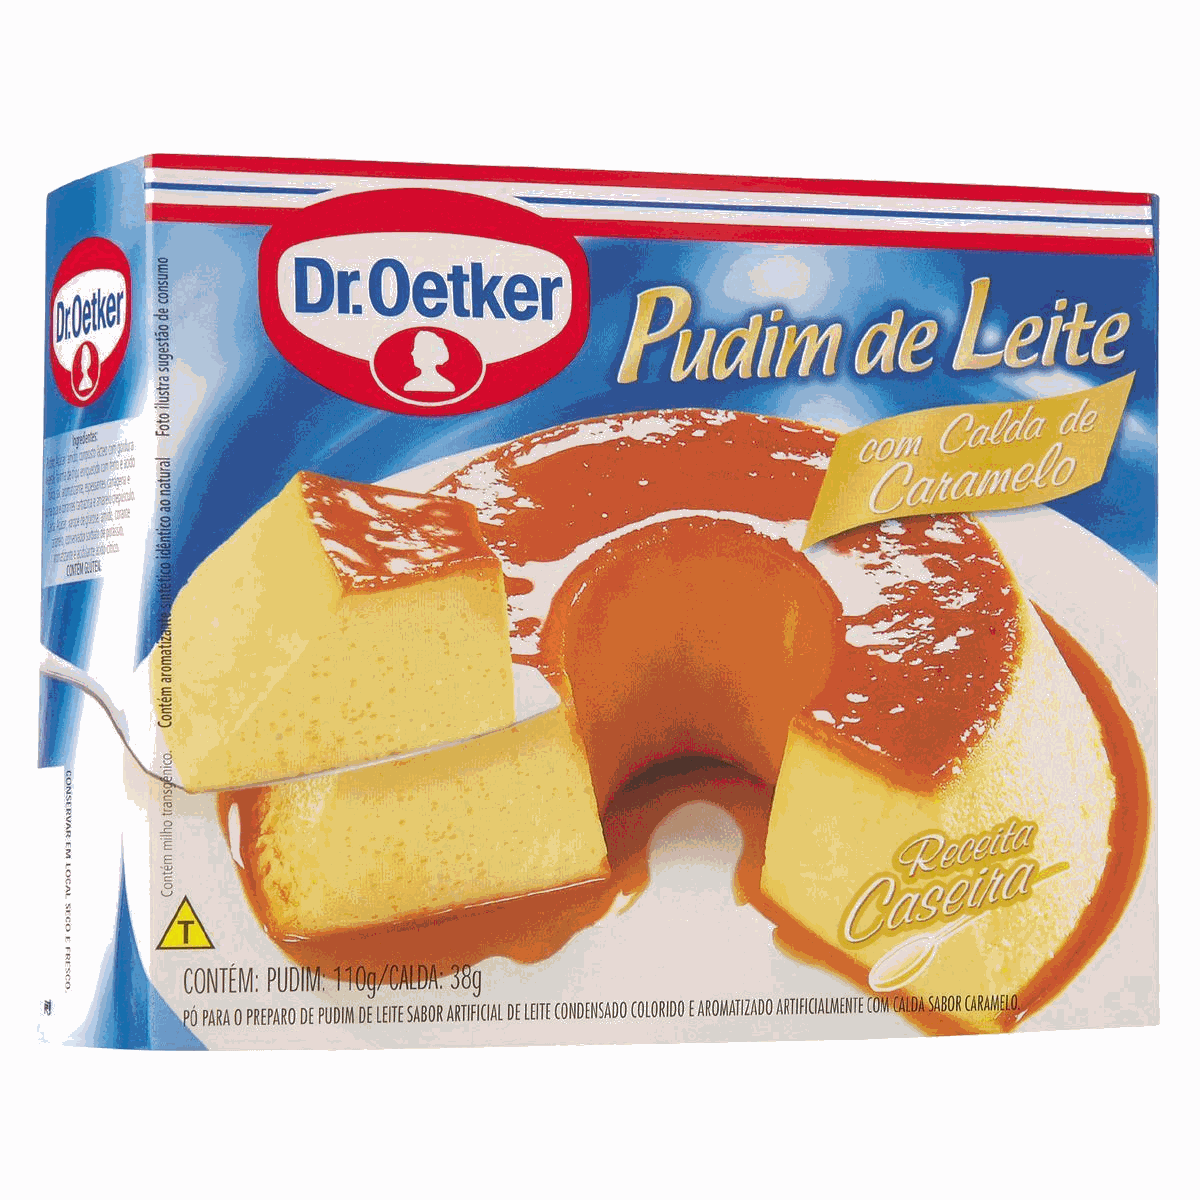 Dr.Oetker
Pudim de Leite
com Calda de
Caramelo
Receita
Caseira
T
CONTÉM: PUDIM: 110g/CALDA: 38g
PÓ PARA O PREPARO DE PUDIM DE LEITE SABOR ARTIFICIAL DE LEITE CONDENSADO COLORIDO E AROMATIZADO ARTIFICIALMENTE COM CALDA SABOR CARAMELO.
Contém milho transgênico. Contém aromatizante sintético idêntico ao natural Foto ilustra sugestão de consumo
Dr.Oetker
Ingredientes:
CONTÉM GLÚTEN.
CONSERVAR EM LOCAL SECO E FRESCO.